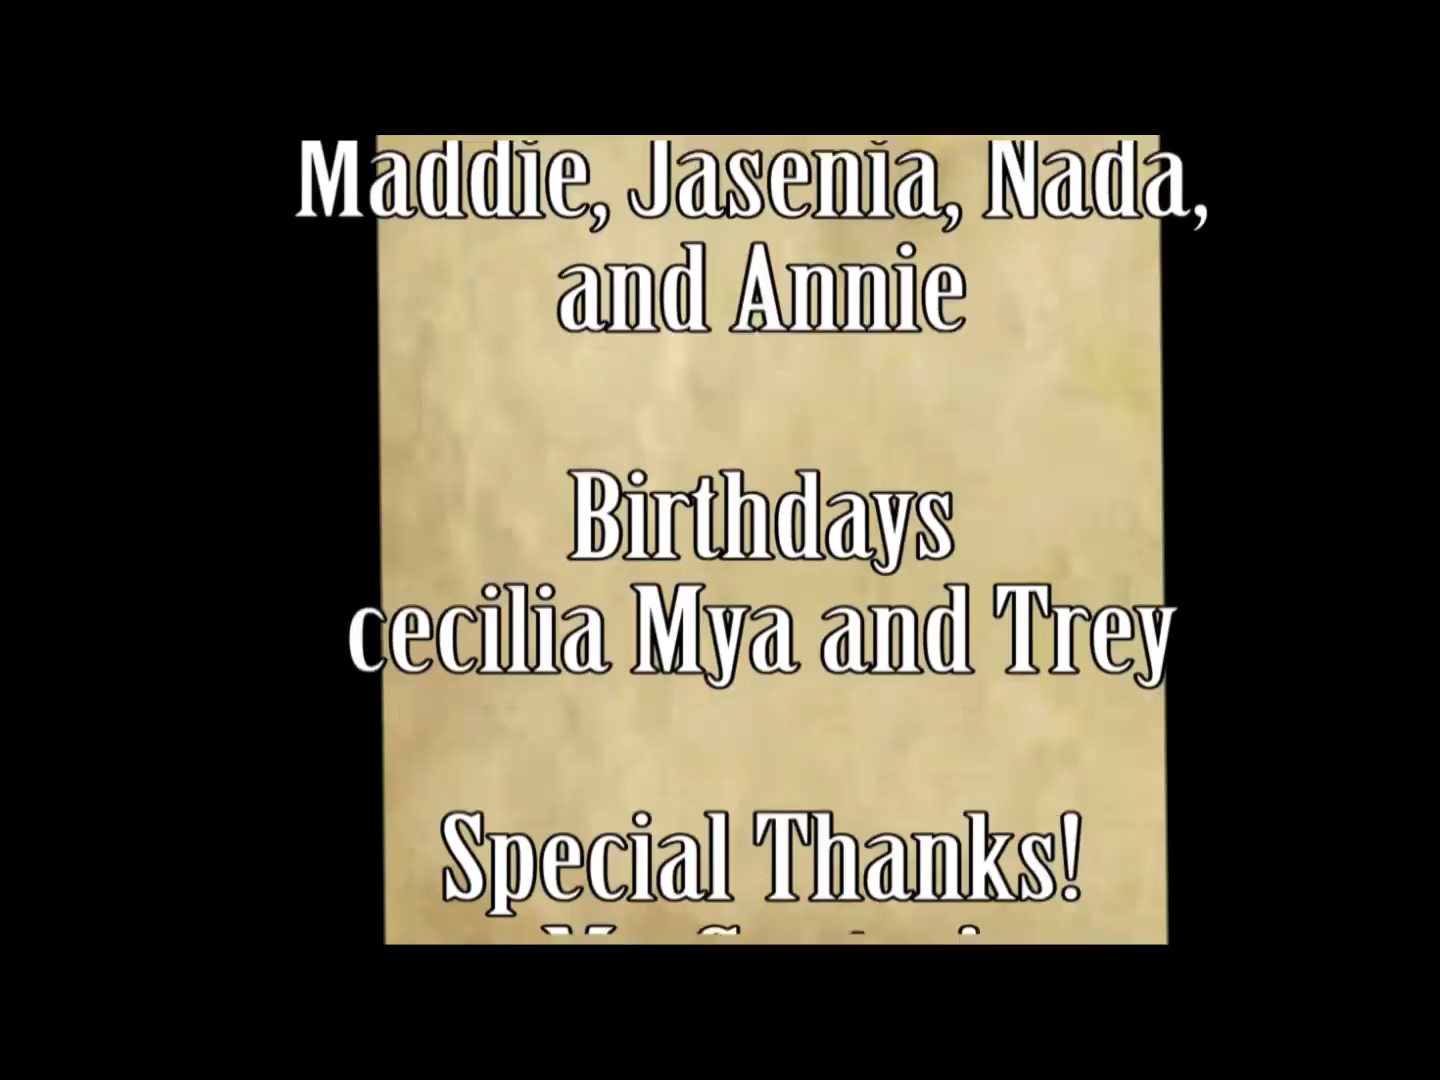 Maddie, Jasenia, Nada,
and Annie
Birthdays
cecilia Mya and Trey
Special Thanks!